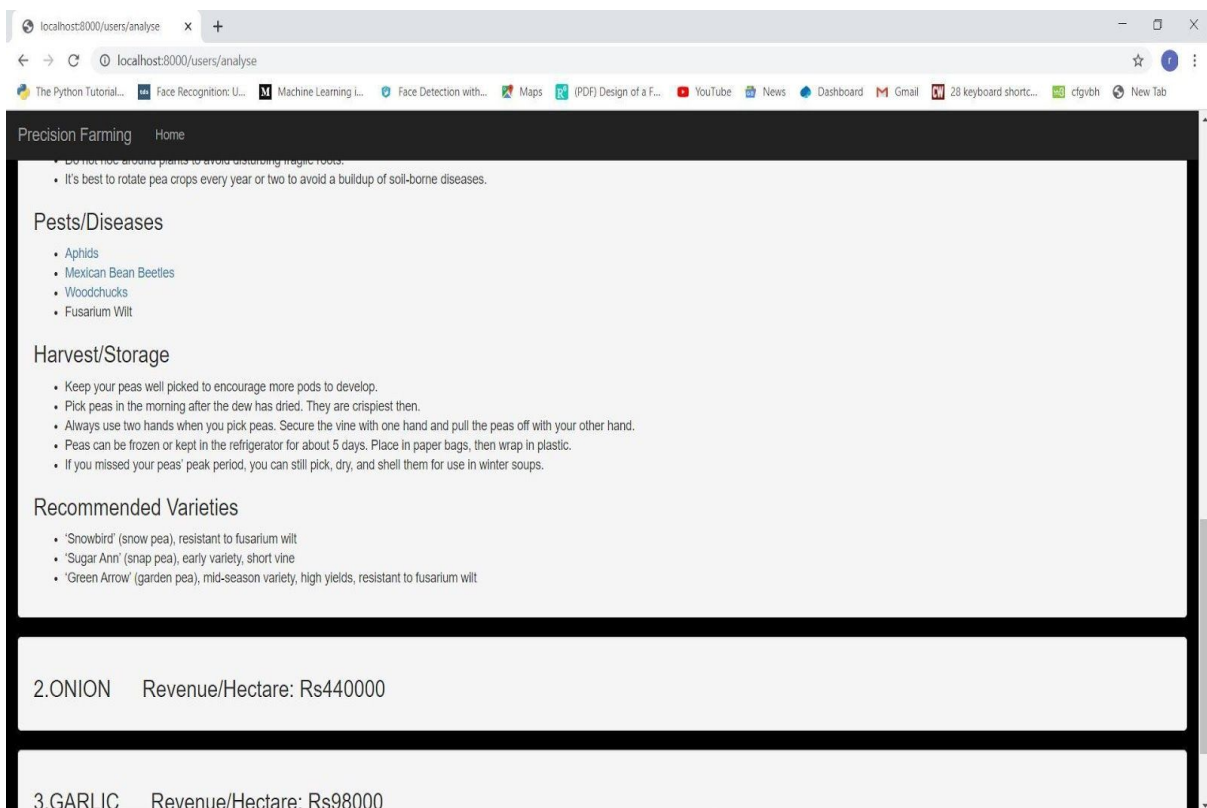 localhost:8000/users/analyse
localhost:8000/users/analyse
The Python Tutorial... Face Recognition: U... Machine Learning i... Face Detection with... Maps (PDF) Design of a F... YouTube News Dashboard Gmail 28 keyboard shortc... cfgvbh New Tab
Precision Farming Home
Do not hoe around plants to avoid disturbing fragile roots.
• It's best to rotate pea crops every year or two to avoid a buildup of soil-borne diseases.
Pests/Diseases
• Aphids
• Mexican Bean Beetles
• Woodchucks
• Fusarium Wilt
Harvest/Storage
• Keep your peas well picked to encourage more pods to develop.
• Pick peas in the morning after the dew has dried. They are crispiest then.
• Always use two hands when you pick peas. Secure the vine with one hand and pull the peas off with your other hand.
• Peas can be frozen or kept in the refrigerator for about 5 days. Place in paper bags, then wrap in plastic.
• If you missed your peas' peak period, you can still pick, dry, and shell them for use in winter soups.
Recommended Varieties
• 'Snowbird' (snow pea), resistant to fusarium wilt
• 'Sugar Ann' (snap pea), early variety, short vine
• 'Green Arrow' (garden pea), mid-season variety, high yields, resistant to fusarium wilt
2.ONION Revenue/Hectare: Rs440000
3.GARLIC Revenue/Hectare: Rs98000